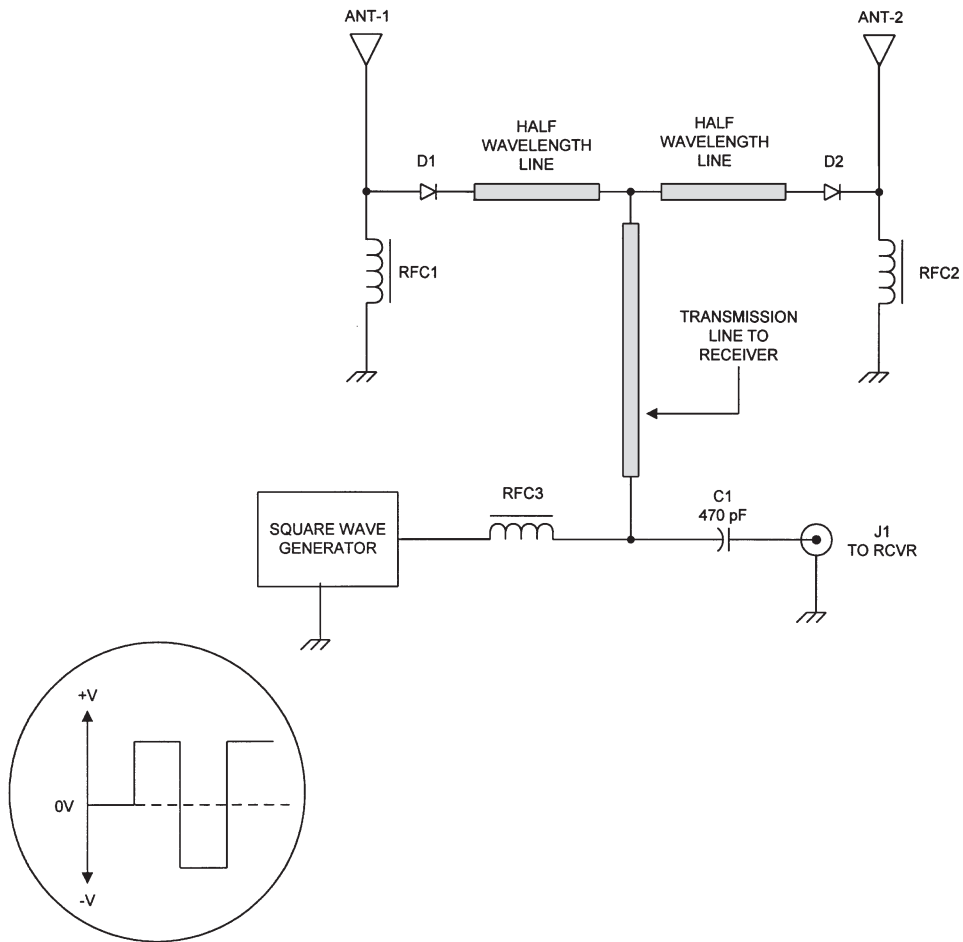 ANT-1
ANT-2
HALF
WAVELENGTH
LINE
HALF
WAVELENGTH
LINE
D1
D2
RFC1
RFC2
TRANSMISSION
LINE TO
RECEIVER
RFC3
C1
470 pF
SQUARE WAVE
GENERATOR
J1
TO RCVR
+V
0V
-V